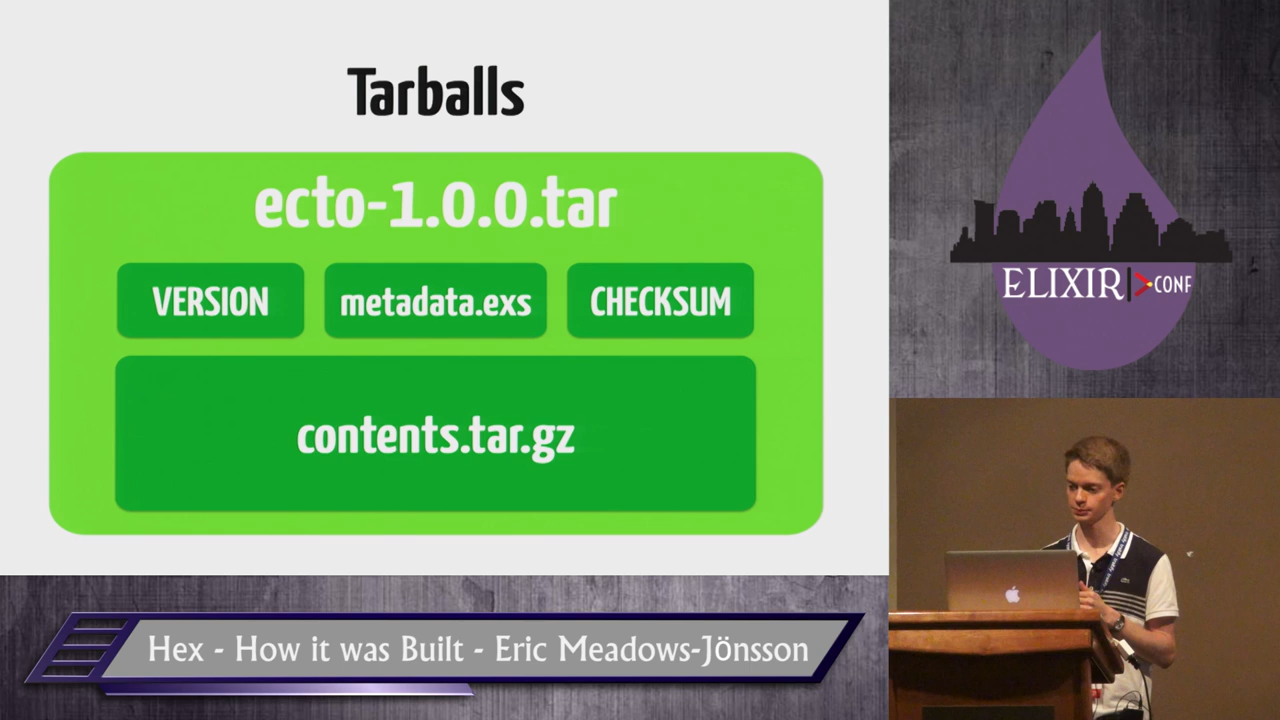 Tarballs
ecto-1.0.0.tar
VERSION
metadata.exs
CHECKSUM
contents.tar.gz
ELIXIR
CONF
Hex - How it was Built - Eric Meadows-Jönsson